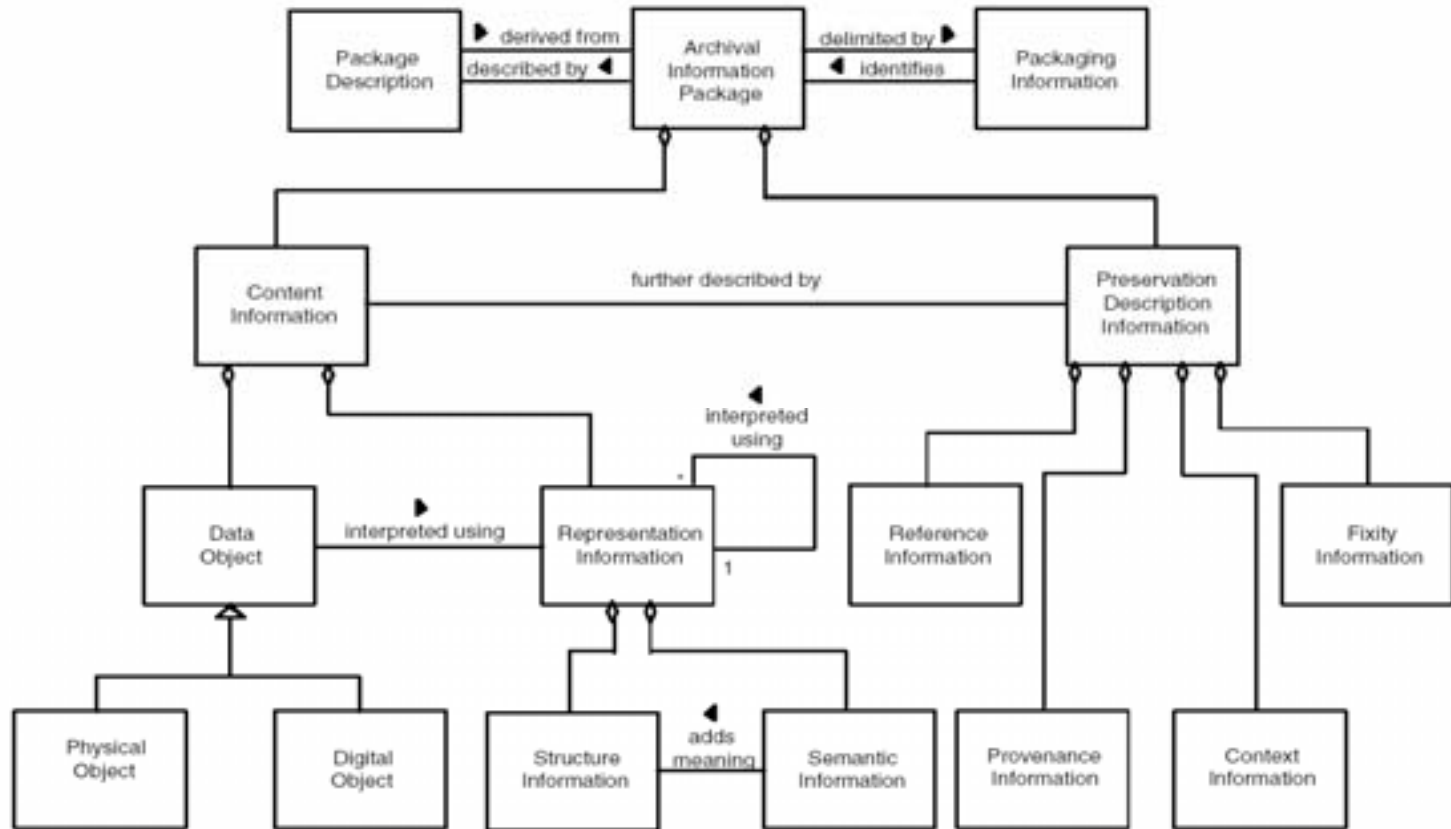 Package
Description
derived from
described by
Archival
Information
Package
delimited by
identifies
Packaging
Information
Content
Information
further described by
Preservation
Description
Information
interpreted
using
*
1
Data
Object
interpreted using
Representation
Information
Reference
Information
Fixity
Information
Physical
Object
Digital
Object
Structure
Information
adds
meaning
Semantic
Information
Provenance
Information
Context
Information